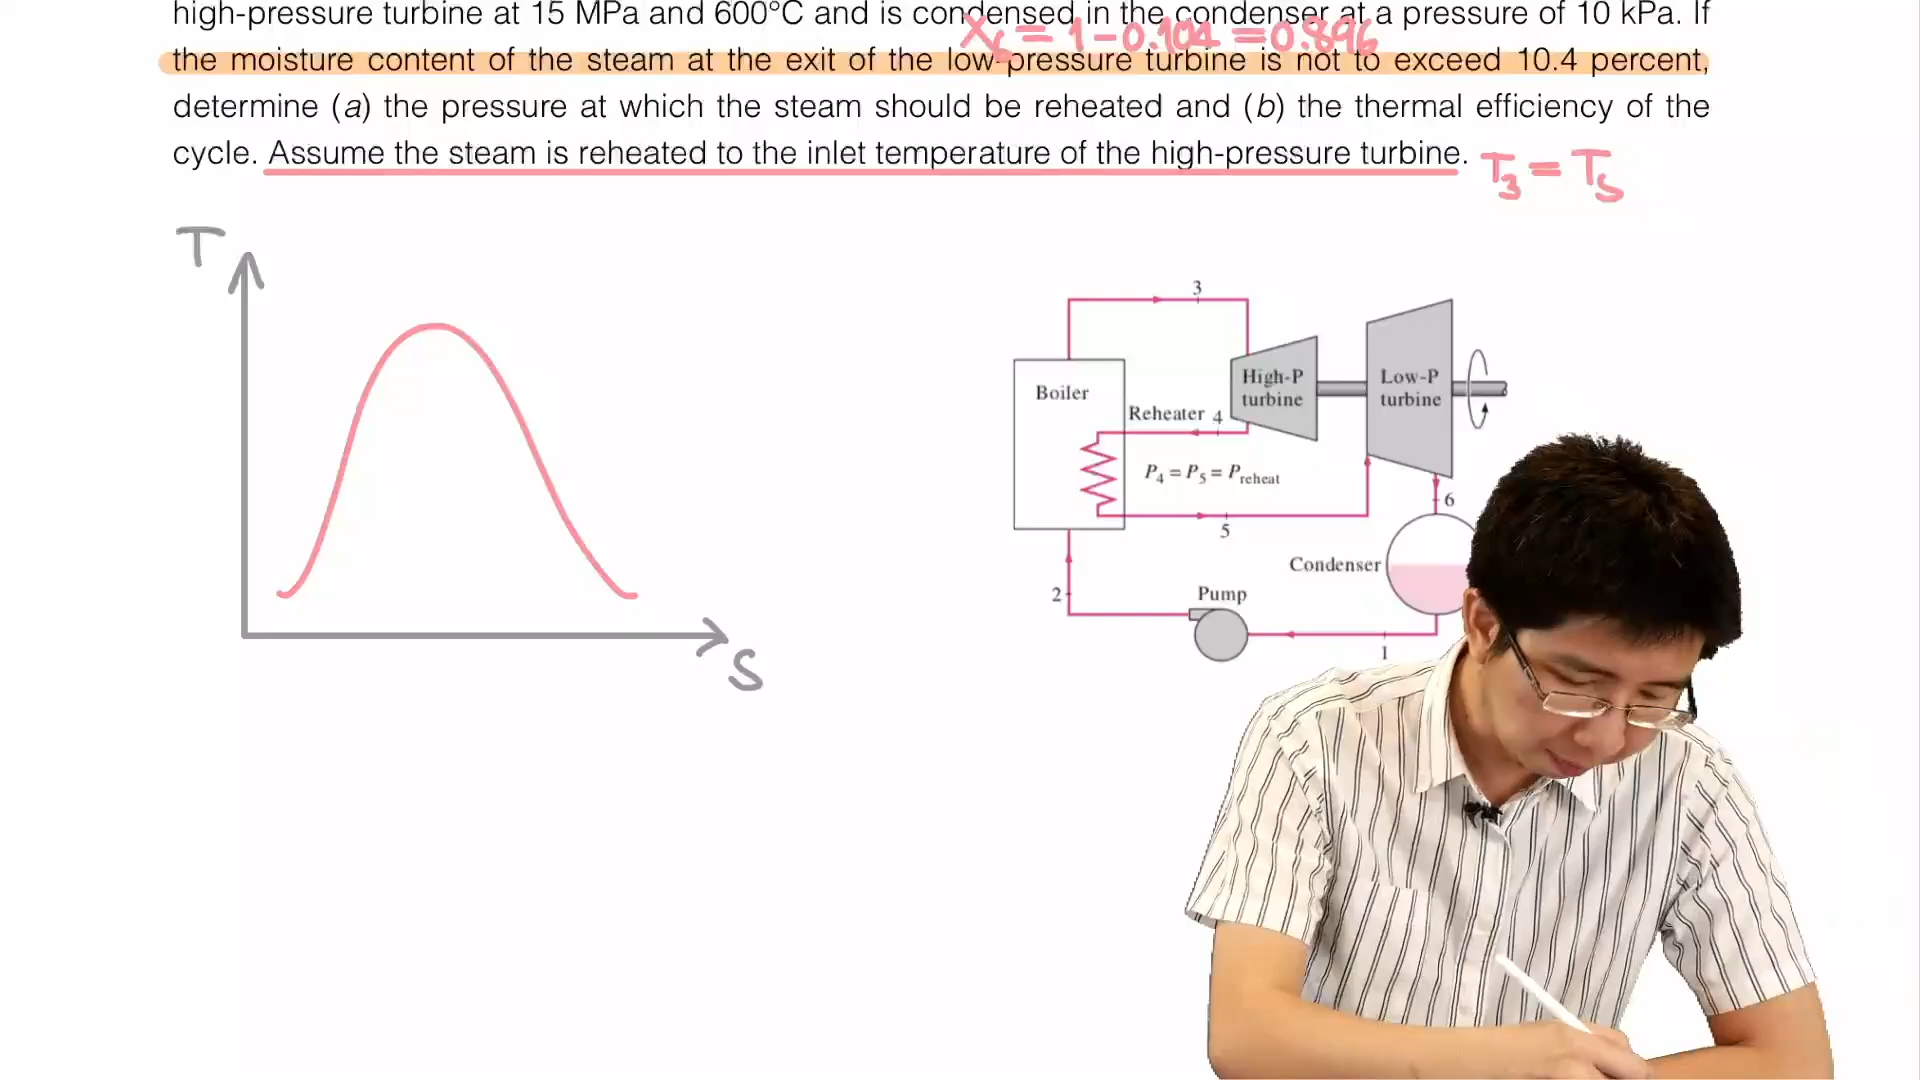 high-pressure turbine at 15 MPa and 600°C and is condensed in the condenser at a pressure of 10 kPa. If
X₆ = 1 - 0.104 = 0.896
the moisture content of the steam at the exit of the low-pressure turbine is not to exceed 10.4 percent,
determine (a) the pressure at which the steam should be reheated and (b) the thermal efficiency of the
cycle. Assume the steam is reheated to the inlet temperature of the high-pressure turbine.
T₃ = T₅
T
S
3
Boiler
High-P
turbine
Low-P
turbine
Reheater 4
P₄ = P₅ = Preheat
6
5
Condenser
2
Pump
1